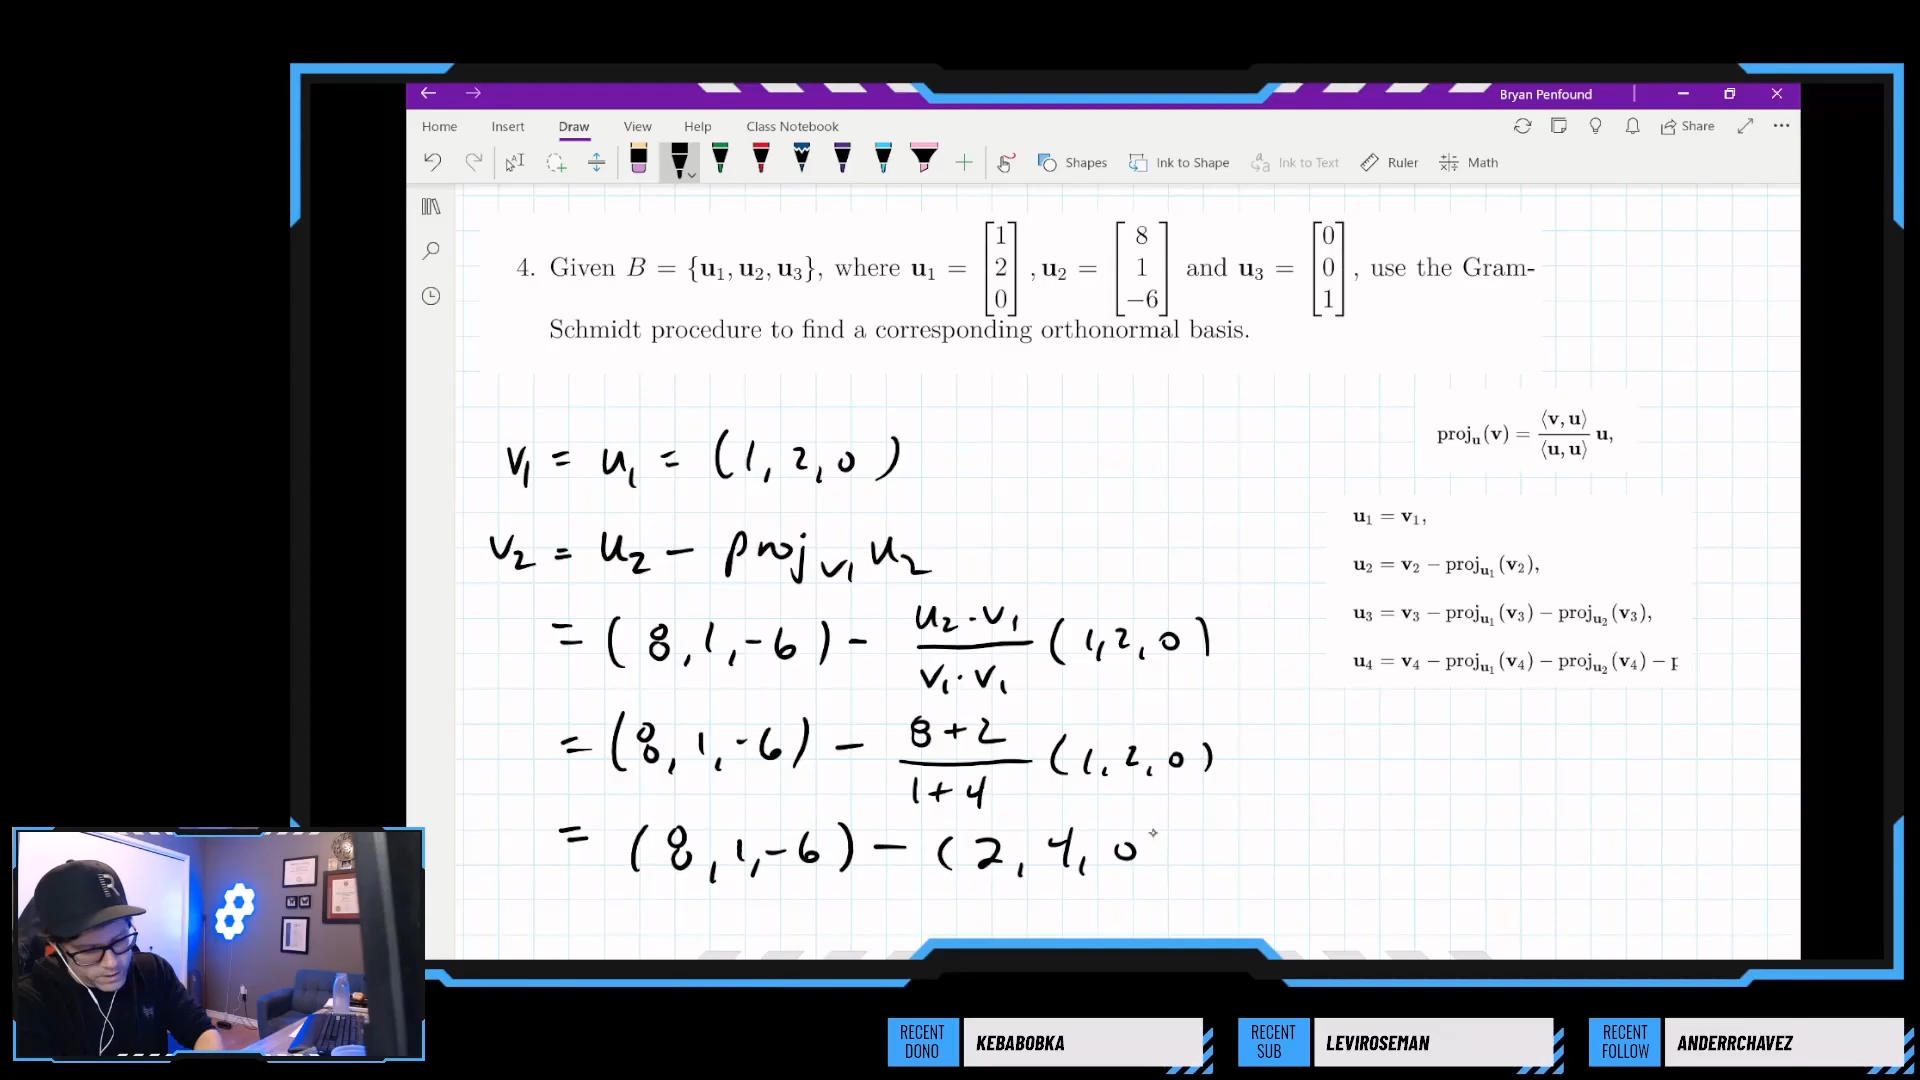 Bryan Penfound
Home Insert Draw View Help Class Notebook Share
Shapes Ink to Shape Ink to Text Ruler Math
4. Given B = {u₁, u₂, u₃}, where u₁ = [1 2 0], u₂ = [8 1 −6] and u₃ = [0 0 1], use the Gram-
Schmidt procedure to find a corresponding orthonormal basis.
v₁ = u₁ = (1, 2, 0)
v₂ = u₂ − proj_v₁ u₂
= (8, 1, -6) − u₂·v₁ / v₁·v₁ (1, 2, 0)
= (8, 1, -6) − 8+2 / 1+4 (1, 2, 0)
= (8, 1, -6) − (2, 4, 0
proj_u(v) = ⟨v, u⟩ / ⟨u, u⟩ u,
u₁ = v₁,
u₂ = v₂ − proj_u₁(v₂),
u₃ = v₃ − proj_u₁(v₃) − proj_u₂(v₃),
u₄ = v₄ − proj_u₁(v₄) − proj_u₂(v₄) −
RECENT DONO
KEBABOBKA
RECENT SUB
LEVIROSEMAN
RECENT FOLLOW
ANDERRCHAVEZ